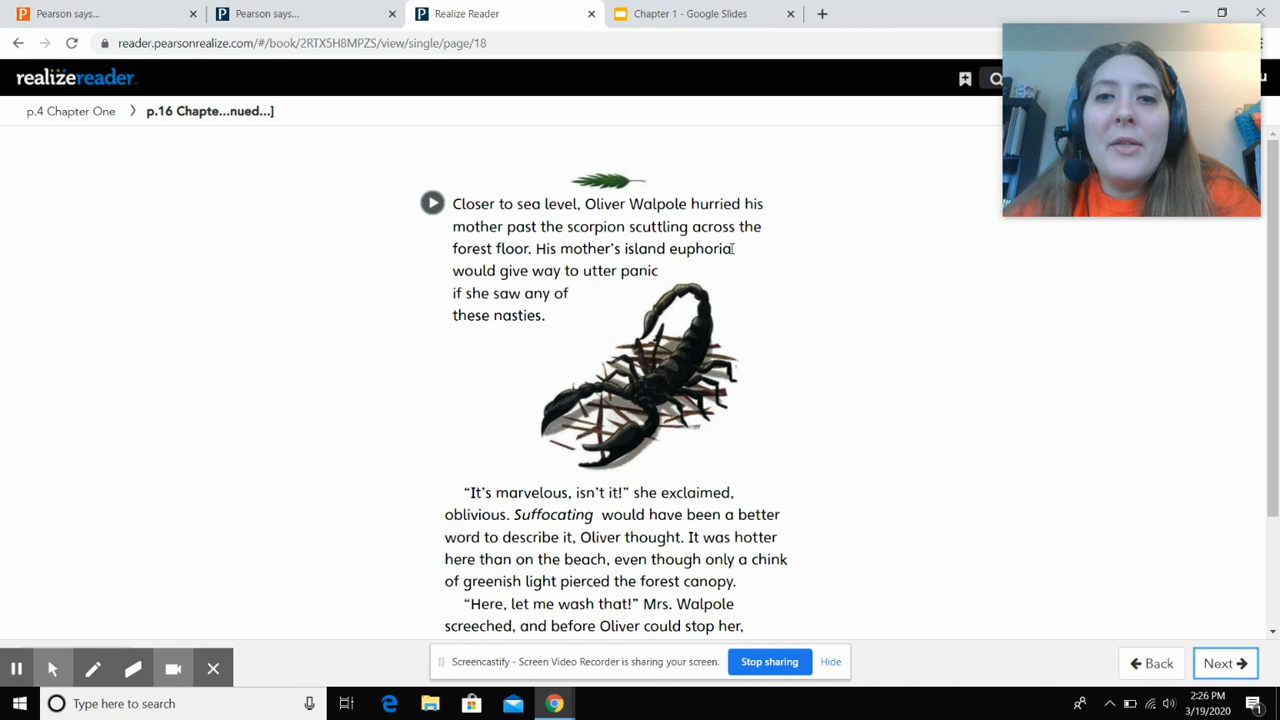 Pearson says...
Pearson says...
Realize Reader
Chapter 1 - Google Slides
reader.pearsonrealize.com/#/book/2RTX5H8MPZS/view/single/page/18
realizereader
p.4 Chapter One
p.16 Chapte...nued...]
Closer to sea level, Oliver Walpole hurried his
mother past the scorpion scuttling across the
forest floor. His mother's island euphoria
would give way to utter panic
if she saw any of
these nasties.
"It's marvelous, isn't it!" she exclaimed,
oblivious. Suffocating would have been a better
word to describe it, Oliver thought. It was hotter
here than on the beach, even though only a chink
of greenish light pierced the forest canopy.
"Here, let me wash that!" Mrs. Walpole
screeched, and before Oliver could stop her,
Screencastify - Screen Video Recorder is sharing your screen.
Stop sharing
Hide
Back
Next
Type here to search
2:26 PM
3/19/2020
1